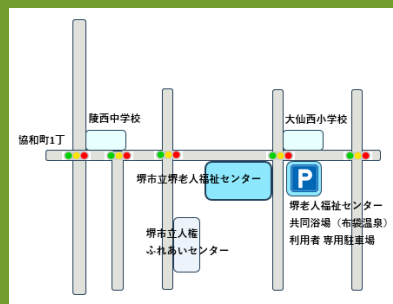 陵西中学校
大仙西小学校
協和町1丁
堺市立堺老人福祉センター
P
堺老人福祉センター
共同浴場（布袋温泉）
利用者 専用駐車場
堺市立人権
ふれあいセンター